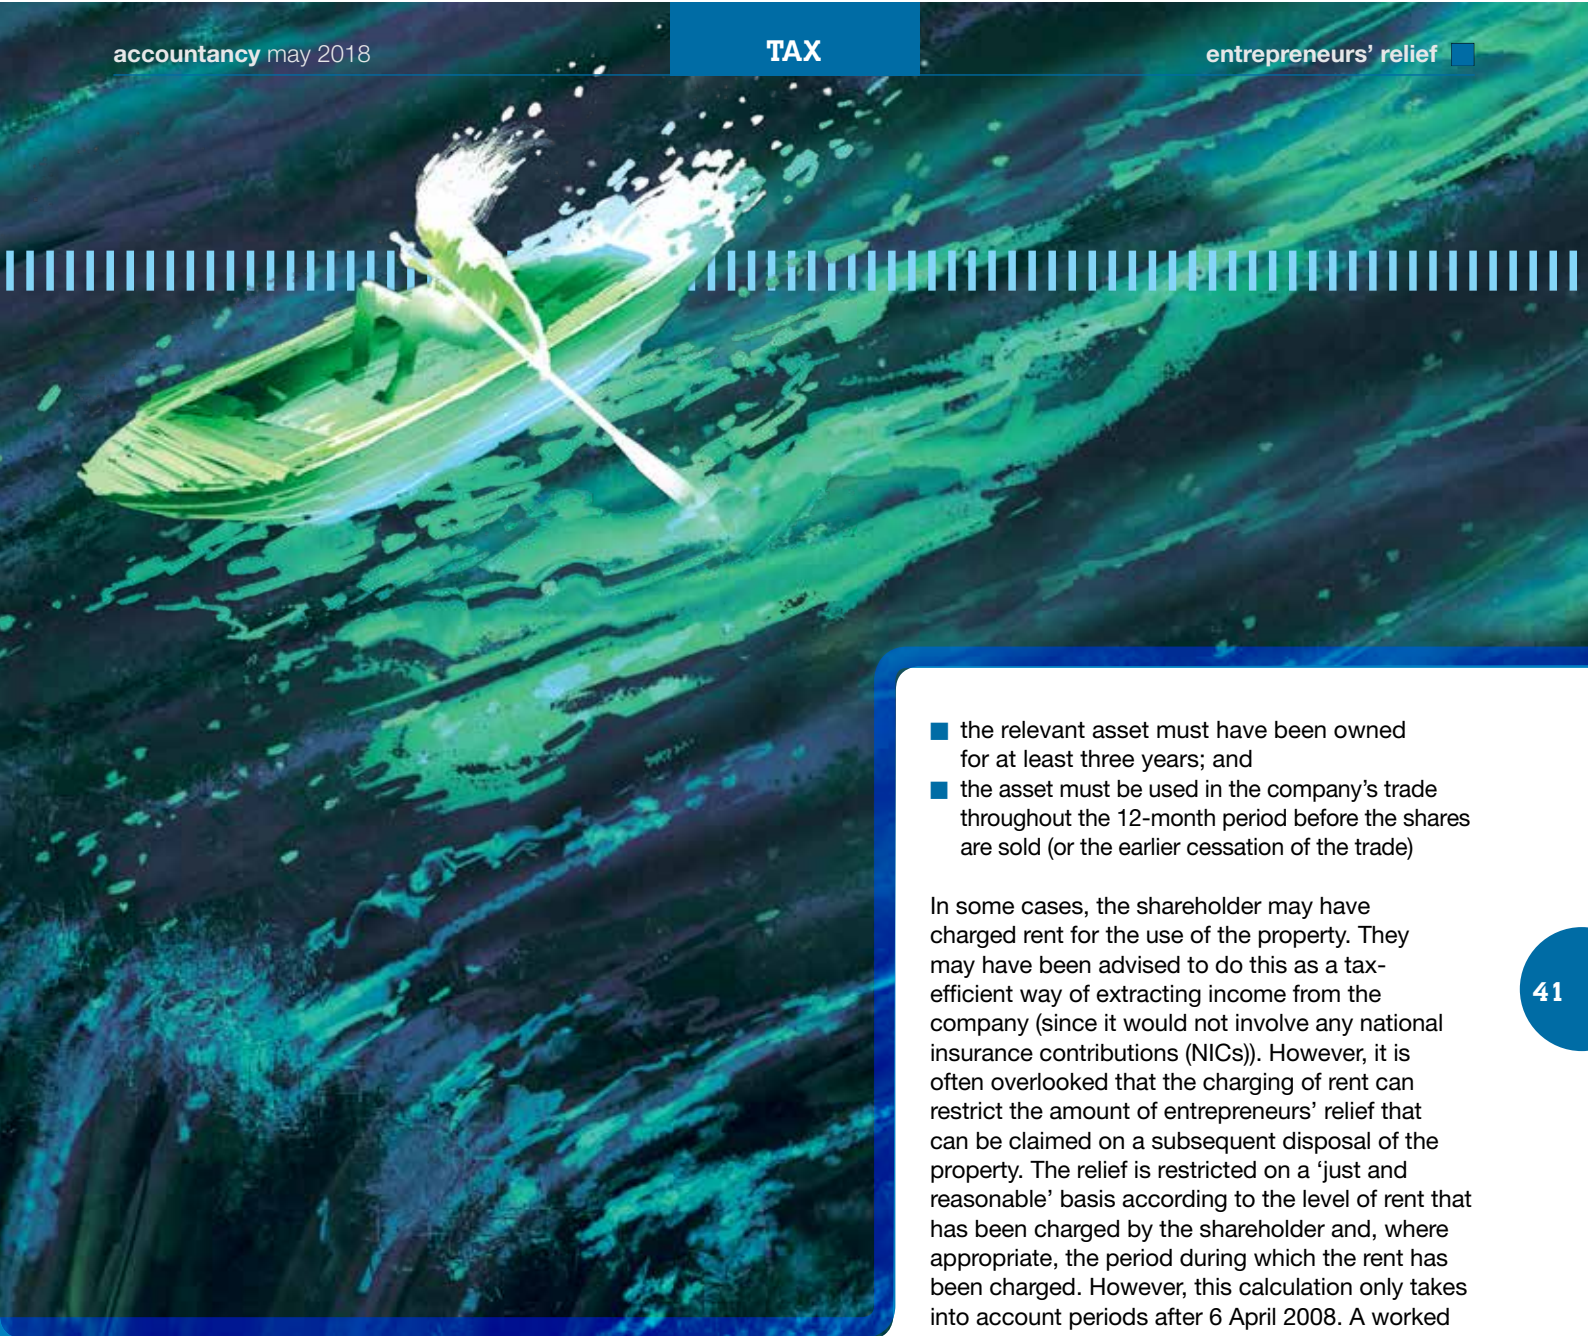 accountancy may 2018
TAX
entrepreneurs’ relief
■ the relevant asset must have been owned
for at least three years; and
■ the asset must be used in the company’s trade
throughout the 12-month period before the shares
are sold (or the earlier cessation of the trade)
In some cases, the shareholder may have
charged rent for the use of the property. They
may have been advised to do this as a tax-
efficient way of extracting income from the
company (since it would not involve any national
insurance contributions (NICs)). However, it is
often overlooked that the charging of rent can
restrict the amount of entrepreneurs’ relief that
can be claimed on a subsequent disposal of the
property. The relief is restricted on a ‘just and
reasonable’ basis according to the level of rent that
has been charged by the shareholder and, where
appropriate, the period during which the rent has
been charged. However, this calculation only takes
into account periods after 6 April 2008. A worked
41